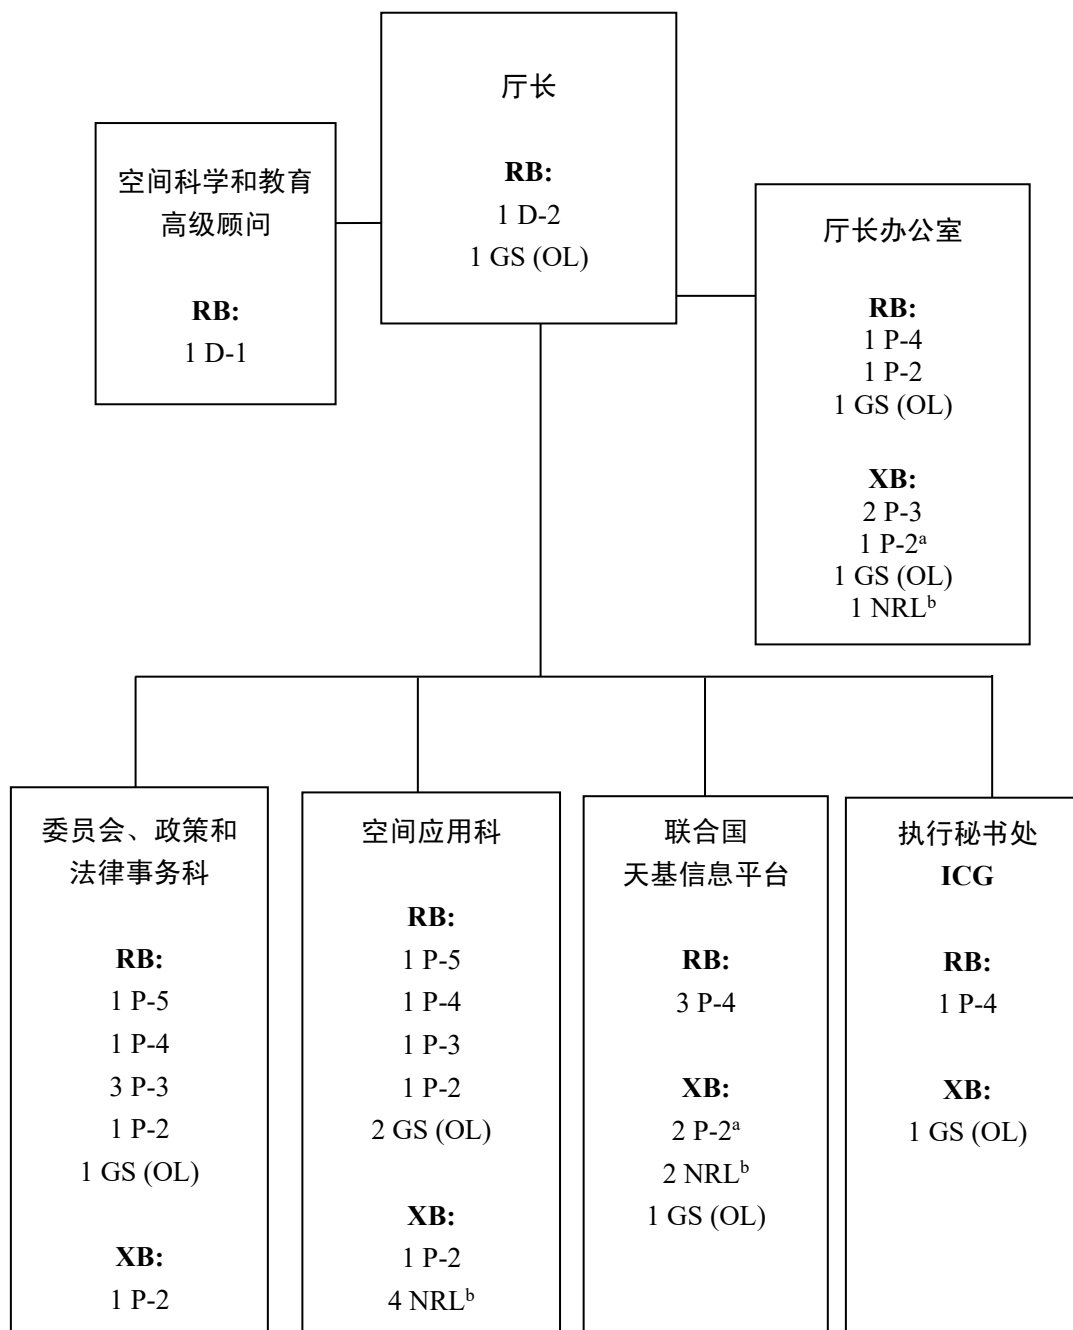 厅长
RB:
1 D-2
1 GS (OL)
空间科学和教育
高级顾问
RB:
1 D-1
厅长办公室
RB:
1 P-4
1 P-2
1 GS (OL)
XB:
2 P-3
1 P-2ᵃ
1 GS (OL)
1 NRLᵇ
委员会、政策和
法律事务科
RB:
1 P-5
1 P-4
3 P-3
1 P-2
1 GS (OL)
XB:
1 P-2
空间应用科
RB:
1 P-5
1 P-4
1 P-3
1 P-2
2 GS (OL)
XB:
1 P-2
4 NRLᵇ
联合国
天基信息平台
RB:
3 P-4
XB:
2 P-2ᵃ
2 NRLᵇ
1 GS (OL)
执行秘书处
ICG
RB:
1 P-4
XB:
1 GS (OL)